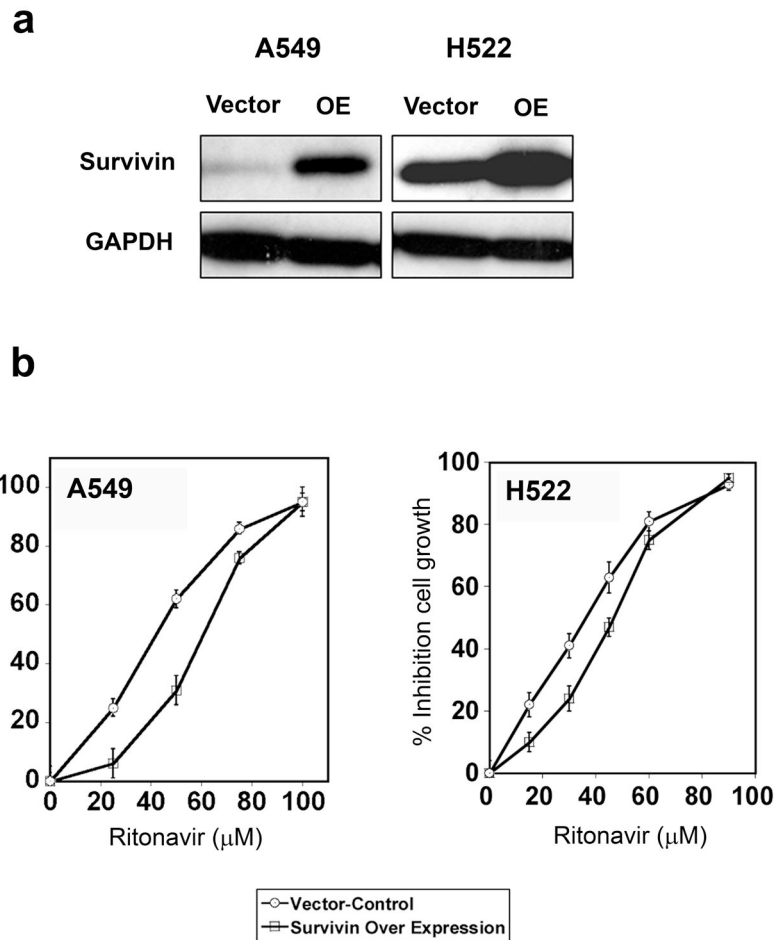 a
A549 H522
Vector OE Vector OE
Survivin
GAPDH
b
A549
100
80
60
40
20
0
0 20 40 60 80 100
Ritonavir (μM)
H522
% Inhibition cell growth
100
80
60
40
20
0
0 20 40 60 80 100
Ritonavir (μM)
Vector-Control
Survivin Over Expression